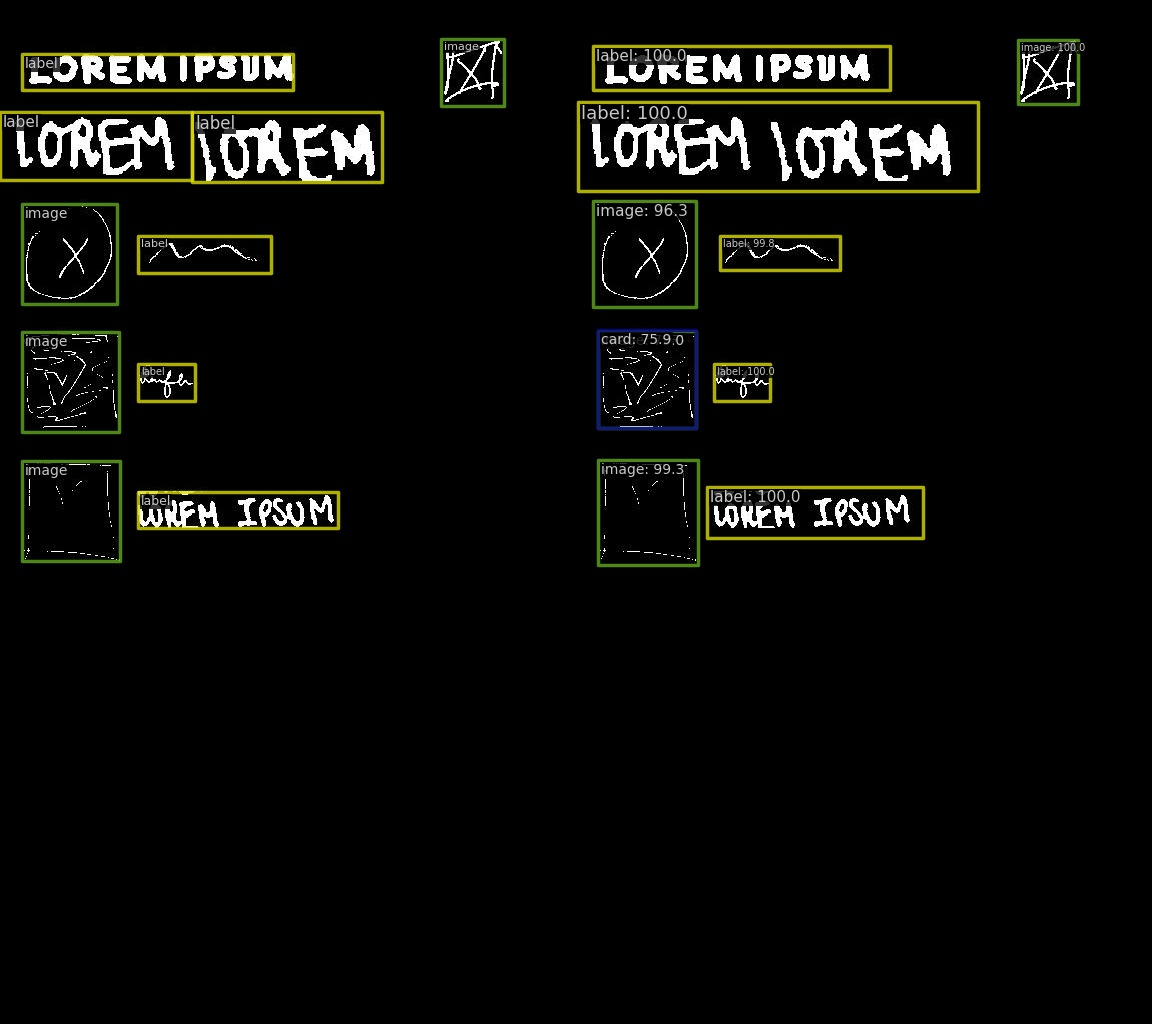 label LOREM IPSUM image label: 100.0 LOREM IPSUM image: 100.0
label LOREM label LOREM label: 100.0 LOREM LOREM
image label image: 96.3 label: 99.8
image label card: 75.9 label: 100.0
image label LOREM IPSUM image: 99.3 label: 100.0 LOREM IPSUM